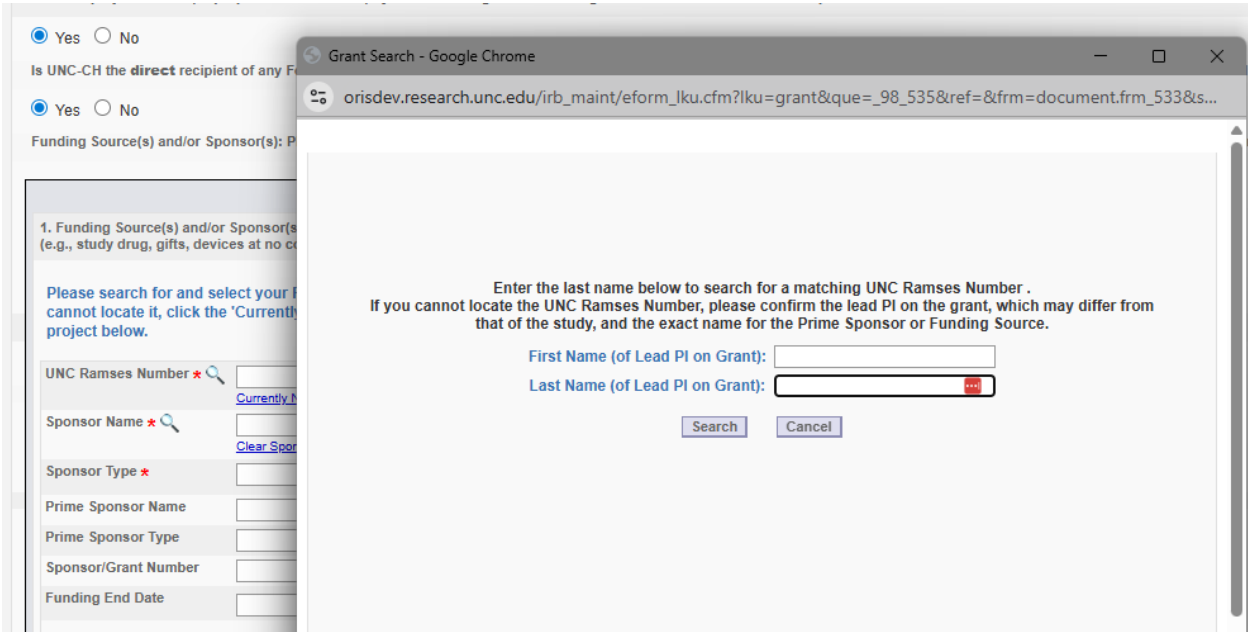 Yes No
Is UNC-CH the direct recipient of any F
Yes No
Funding Source(s) and/or Sponsor(s): P
1. Funding Source(s) and/or Sponsor(s
(e.g., study drug, gifts, devices at no co
Please search for and select your
cannot locate it, click the 'Currently
project below.
UNC Ramses Number *
Currently N
Sponsor Name *
Clear Spon
Sponsor Type *
Prime Sponsor Name
Prime Sponsor Type
Sponsor/Grant Number
Funding End Date
Grant Search - Google Chrome
orisdev.research.unc.edu/irb_maint/eform_lku.cfm?lku=grant&que=_98_535&ref=&frm=document.frm_533&s...
Enter the last name below to search for a matching UNC Ramses Number .
If you cannot locate the UNC Ramses Number, please confirm the lead PI on the grant, which may differ from
that of the study, and the exact name for the Prime Sponsor or Funding Source.
First Name (of Lead PI on Grant):
Last Name (of Lead PI on Grant):
Search Cancel